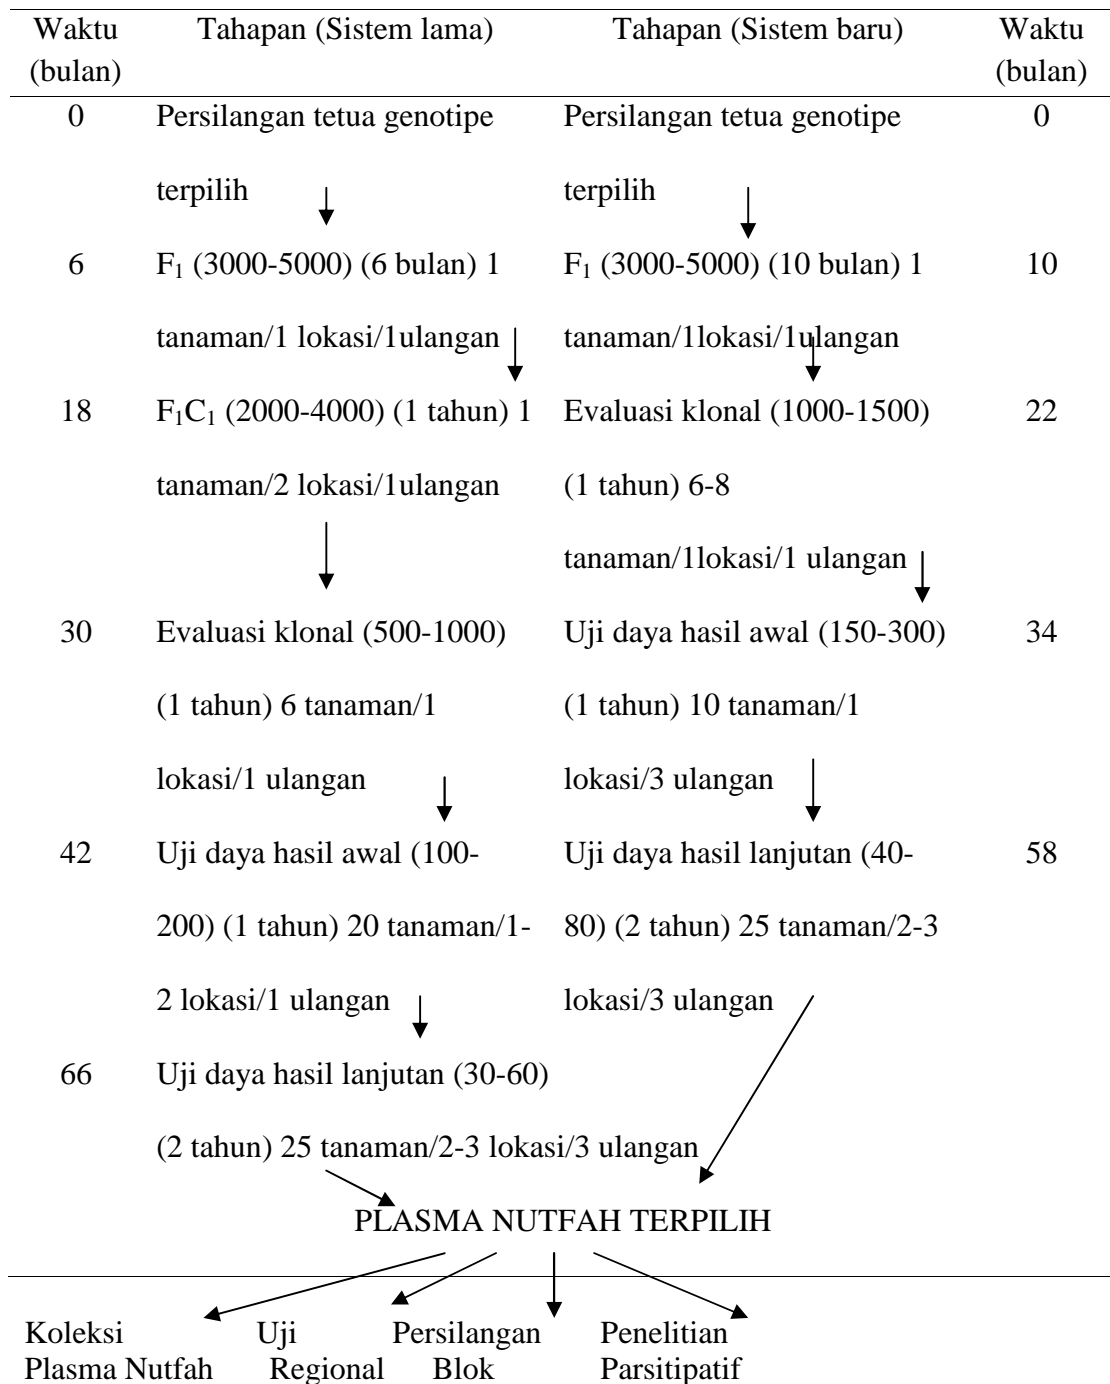 Waktu Tahapan (Sistem lama) Tahapan (Sistem baru) Waktu
(bulan) (bulan)
0 Persilangan tetua genotipe Persilangan tetua genotipe 0
terpilih terpilih
6 F₁ (3000-5000) (6 bulan) 1 F₁ (3000-5000) (10 bulan) 1 10
tanaman/1 lokasi/1ulangan tanaman/1lokasi/1ulangan
18 F₁C₁ (2000-4000) (1 tahun) 1 Evaluasi klonal (1000-1500) 22
tanaman/2 lokasi/1ulangan (1 tahun) 6-8
tanaman/1lokasi/1 ulangan
30 Evaluasi klonal (500-1000) Uji daya hasil awal (150-300) 34
(1 tahun) 6 tanaman/1 (1 tahun) 10 tanaman/1
lokasi/1 ulangan lokasi/3 ulangan
42 Uji daya hasil awal (100- Uji daya hasil lanjutan (40- 58
200) (1 tahun) 20 tanaman/1- 80) (2 tahun) 25 tanaman/2-3
2 lokasi/1 ulangan lokasi/3 ulangan
66 Uji daya hasil lanjutan (30-60)
(2 tahun) 25 tanaman/2-3 lokasi/3 ulangan
PLASMA NUTFAH TERPILIH
Koleksi Uji Persilangan Penelitian
Plasma Nutfah Regional Blok Parsitipatif